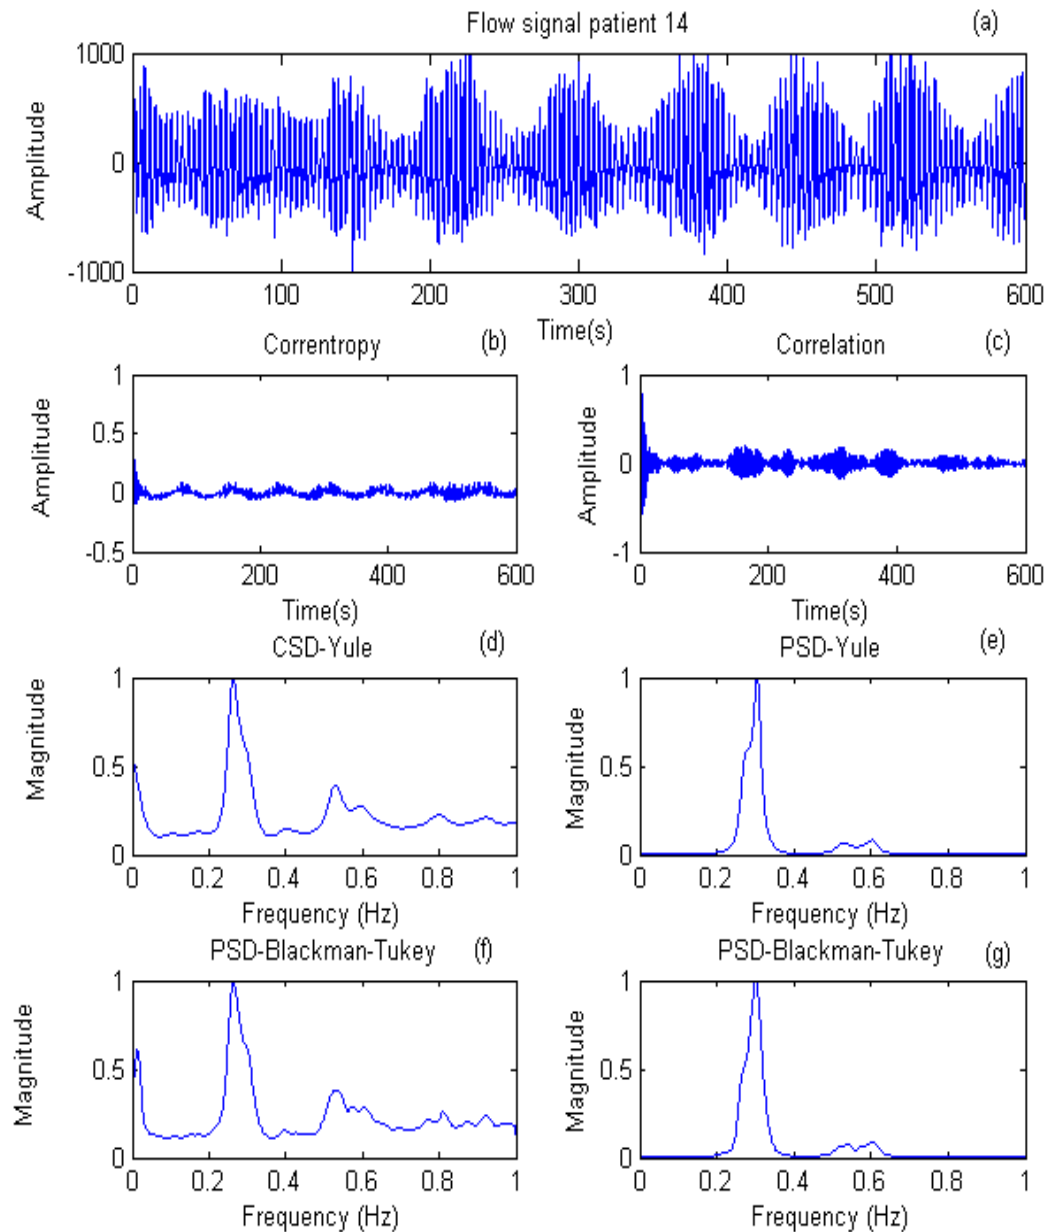 Flow signal patient 14 (a)
Amplitude
1000
0
-1000
0 100 200 300 400 500 600
Time(s)
Correntropy (b)
Amplitude
1
0.5
0
-0.5
0 200 400 600
Time(s)
Correlation (c)
Amplitude
1
0
-1
0 200 400 600
Time(s)
CSD-Yule (d)
Magnitude
1
0.5
0
0 0.2 0.4 0.6 0.8 1
Frequency (Hz)
PSD-Yule (e)
Magnitude
1
0.5
0
0 0.2 0.4 0.6 0.8 1
Frequency (Hz)
PSD-Blackman-Tukey (f)
Magnitude
1
0.5
0
0 0.2 0.4 0.6 0.8 1
Frequency (Hz)
PSD-Blackman-Tukey (g)
Magnitude
1
0.5
0
0 0.2 0.4 0.6 0.8 1
Frequency (Hz)